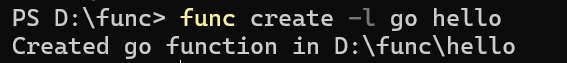 PS D:\func> func create -l go hello
Created go function in D:\func\hello